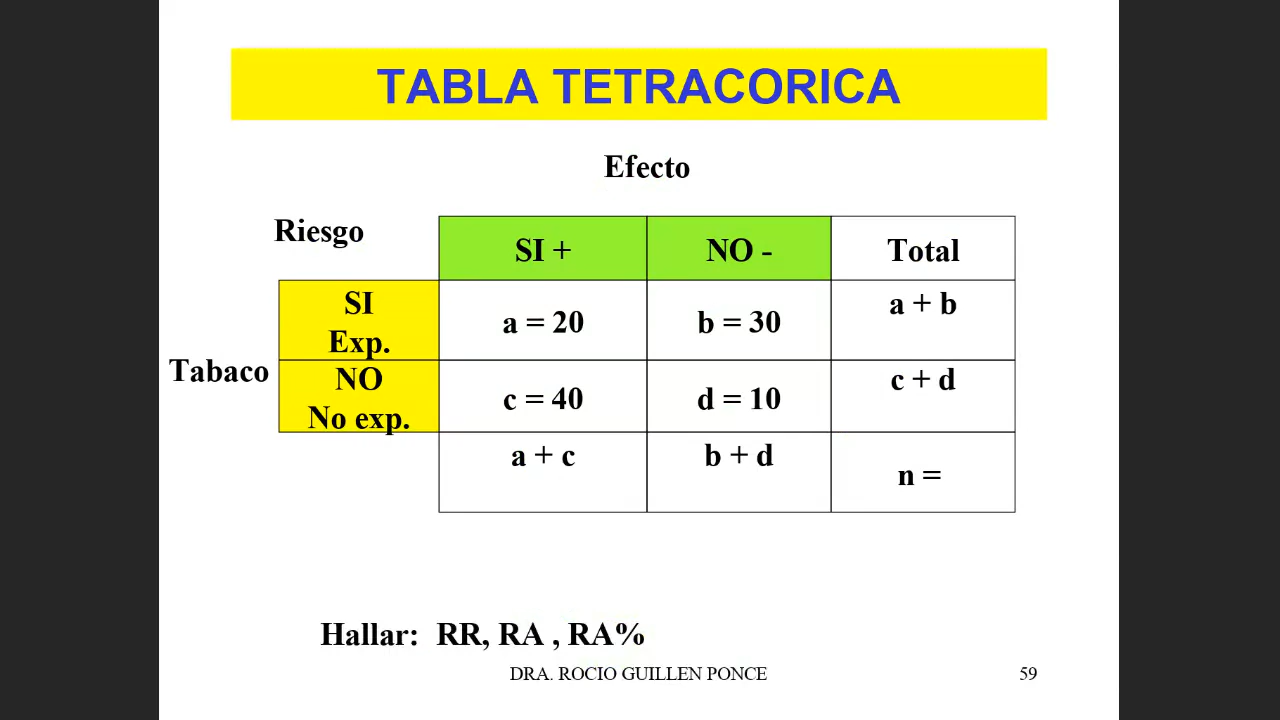 TABLA TETRACORICA
Efecto
Riesgo
SI + NO - Total
SI
Exp.
a = 20 b = 30 a + b
Tabaco
NO
No exp.
c = 40 d = 10 c + d
a + c b + d n =
Hallar: RR, RA , RA%
DRA. ROCIO GUILLEN PONCE 59